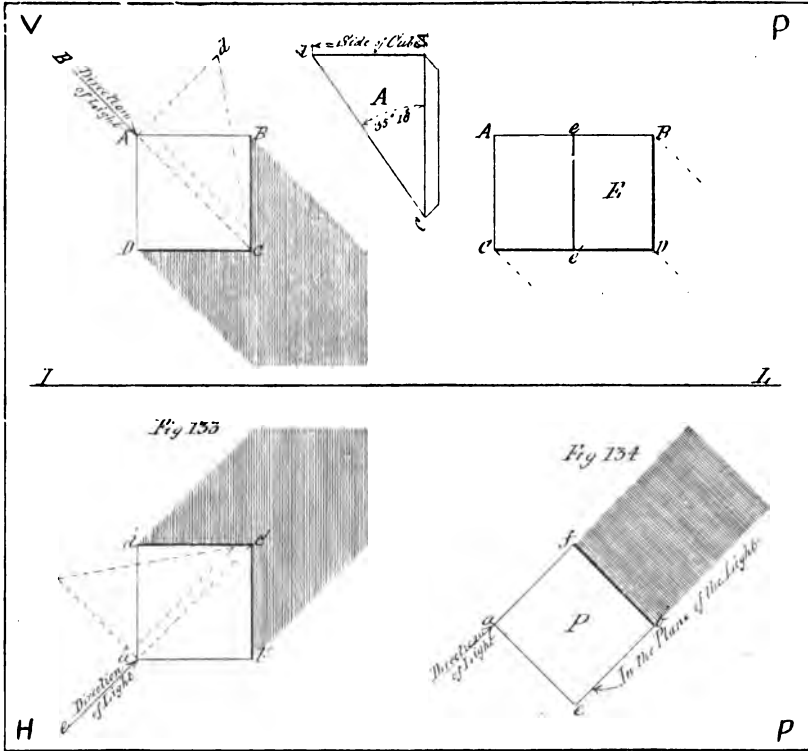 V
P
d
B
Direction
of Light
A
B
D
C
= Side of Cube
A
35° 16'
C
A
e
B
E
C
e'
D
I
L
Fig 133
Fig 134
d
c'
a
Direction
of Light
e
f
a
P
Direction
of Light
In the Plane of the Light
e
H
P